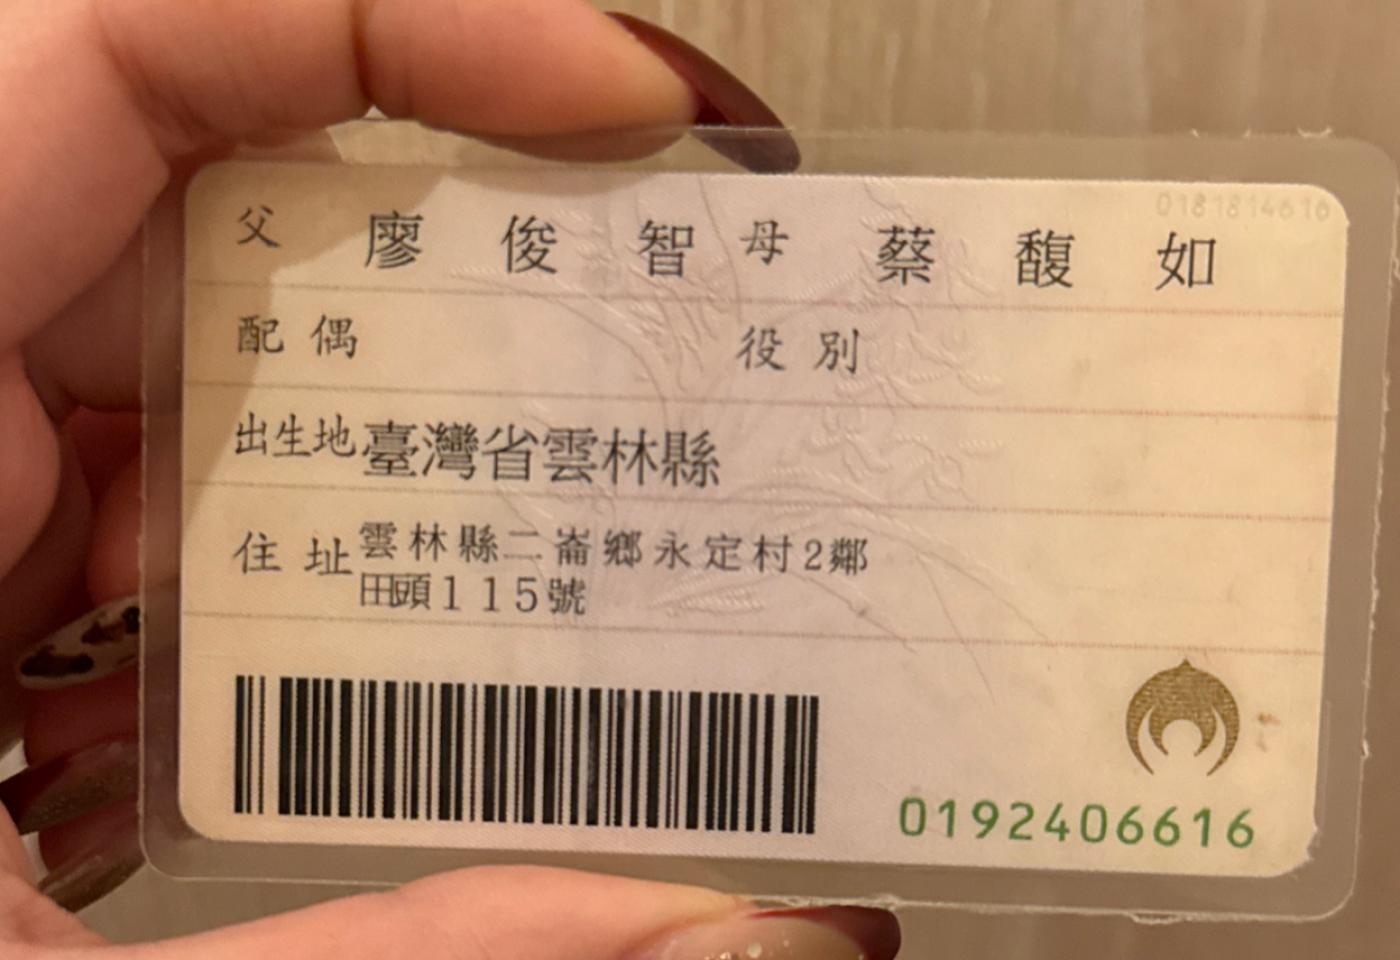 0181814616
父 廖俊智 母 蔡馥如
配偶 役別
出生地 臺灣省雲林縣
住址 雲林縣二崙鄉永定村2鄰
田頭115號
0192406616